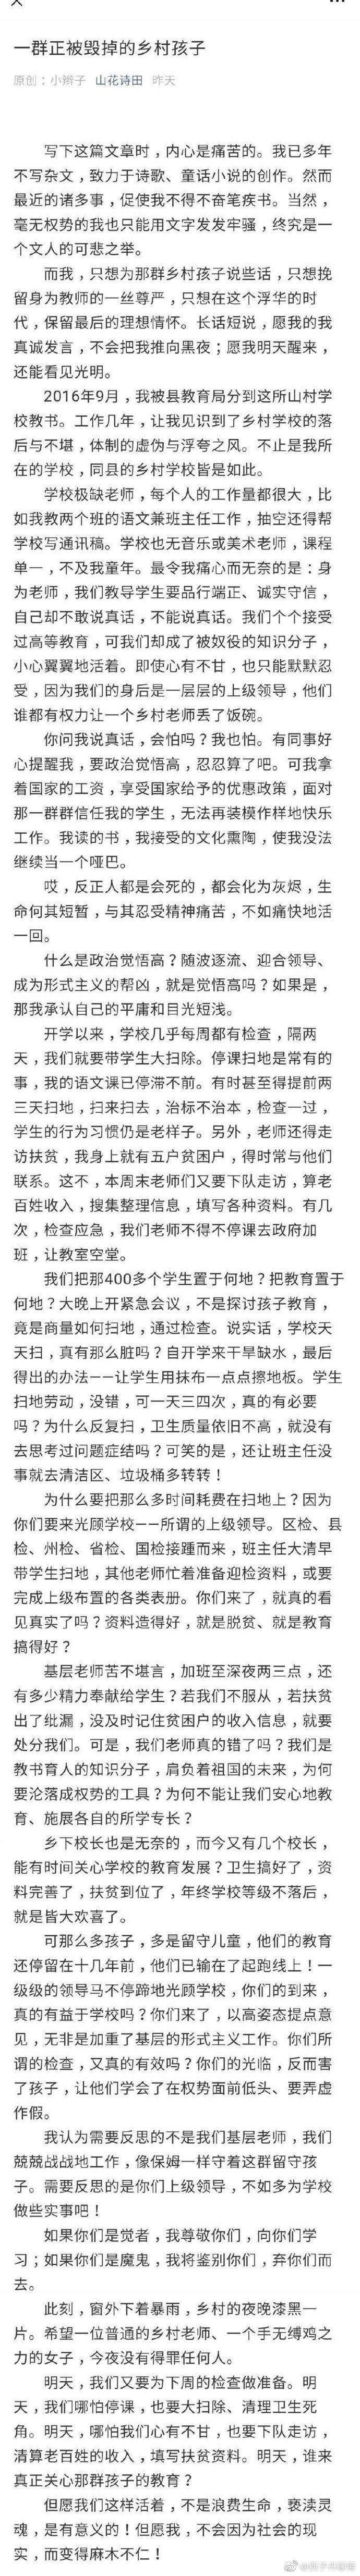 一群正被毁掉的乡村孩子
原创：小辫子 山花诗田 昨天
写下这篇文章时，内心是痛苦的。我已多年
不写杂文，致力于诗歌、童话小说的创作。然而
最近的诸多事，促使我不得不奋笔疾书。当然，
毫无权势的我也只能用文字发发牢骚，终究是一
个文人的可悲之举。
而我，只想为那群乡村孩子说些话，只想挽
留身为教师的一丝尊严，只想在这个浮华的时
代，保留最后的理想情怀。长话短说，愿我的我
真诚发言，不会把我推向黑夜；愿我明天醒来，
还能看见光明。
2016年9月，我被县教育局分到这所山村学
校教书。工作几年，让我见识到了乡村学校的落
后与不堪，体制的虚伪与浮夸之风。不止是我所
在的学校，同县的乡村学校皆是如此。
学校极缺老师，每个人的工作量都很大，比
如我教两个班的语文兼班主任工作，抽空还得帮
学校写通讯稿。学校也无音乐或美术老师，课程
单一，不及我童年。最令我痛心而无奈的是：身
为老师，我们教导学生要品行端正、诚实守信，
自己却不敢说真话，不能说真话。我们个个接受
过高等教育，可我们却成了被奴役的知识分子，
小心翼翼地活着。即使心有不甘，也只能默默忍
受，因为我们的身后是一层层的上级领导，他们
谁都有权力让一个乡村老师丢了饭碗。
你问我说真话，会怕吗？我也怕。有同事好
心提醒我，要政治觉悟高，忍忍算了吧。可我拿
着国家的工资，享受国家给予的优惠政策，面对
那一群群信任我的学生，无法再装模作样地快乐
工作。我读的书，我接受的文化熏陶，使我没法
继续当一个哑巴。
哎，反正人都是会死的，都会化为灰烬，生
命何其短暂，与其忍受精神痛苦，不如痛快地活
一回。
什么是政治觉悟高？随波逐流、迎合领导、
成为形式主义的帮凶，就是觉悟高吗？如果是，
那我承认自己的平庸和目光短浅。
开学以来，学校几乎每周都有检查，隔两
天，我们就要带学生大扫除。停课扫地是常有的
事，我的语文课已停滞不前。有时甚至得提前两
三天扫地，扫来扫去，治标不治本，检查一过，
学生的行为习惯仍是老样子。另外，老师还得走
访扶贫，我身上就有五户贫困户，得时常与他们
联系。这不，本周末老师们又要下队走访，算老
百姓收入，搜集整理信息，填写各种资料。有几
次，检查应急，我们老师不得不停课去政府加
班，让教室空堂。
我们把那400多个学生置于何地？把教育置于
何地？大晚上开紧急会议，不是探讨孩子教育，
竟是商量如何扫地，通过检查。说实话，学校天
天扫，真有那么脏吗？自开学来干旱缺水，最后
得出的办法——让学生用抹布一点点擦地板。学生
扫地劳动，没错，可一天三四次，真的有必要
吗？为什么反复扫，卫生质量依旧不高，就没有
去思考过问题症结吗？可笑的是，还让班主任没
事就去清洁区、垃圾桶多转转！
为什么要把那么多时间耗费在扫地上？因为
你们要来光顾学校——所谓的上级领导。区检、县
检、州检、省检、国检接踵而来，班主任大清早
带学生扫地，其他老师忙着准备迎检资料，或要
完成上级布置的各类表册。你们来了，就真的看
见真实了吗？资料造得好，就是脱贫、就是教育
搞得好？
基层老师苦不堪言，加班至深夜两三点，还
有多少精力奉献给学生？若我们不服从，若扶贫
出了纰漏，没及时记住贫困户的收入信息，就要
处分我们。可是，我们老师真的错了吗？我们是
教书育人的知识分子，肩负着祖国的未来，为何
要沦落成权势的工具？为何不能让我们安心地教
育、施展各自的所学专长？
乡下校长也是无奈的，而今又有几个校长，
能有时间关心学校的教育发展？卫生搞好了，资
料完善了，扶贫到位了，年终学校等级不落后，
就是皆大欢喜了。
可那么多孩子，多是留守儿童，他们的教育
还停留在十几年前，他们已输在了起跑线上！一
级级的领导马不停蹄地光顾学校，你们的到来，
真的有益于学校吗？你们来了，以高姿态提点意
见，无非是加重了基层的形式主义工作。你们所
谓的检查，又真的有效吗？你们的光临，反而害
了孩子，让他们学会了在权势面前低头、要弄虚
作假。
我认为需要反思的不是我们基层老师，我们
兢兢战战地工作，像保姆一样守着这群留守孩
子。需要反思的是你们上级领导，不如多为学校
做些实事吧！
如果你们是觉者，我尊敬你们，向你们学
习；如果你们是魔鬼，我将鉴别你们，弃你们而
去。
此刻，窗外下着暴雨，乡村的夜晚漆黑一
片。希望一位普通的乡村老师、一个手无缚鸡之
力的女子，今夜没有得罪任何人。
明天，我们又要为下周的检查做准备。明
天，我们哪怕停课，也要大扫除、清理卫生死
角。明天，哪怕我们心有不甘，也要下队走访，
清算老百姓的收入，填写扶贫资料。明天，谁来
真正关心那群孩子的教育？
但愿我们这样活着，不是浪费生命，亵渎灵
魂，是有意义的！但愿我，不会因为社会的现
实，而变得麻木不仁！